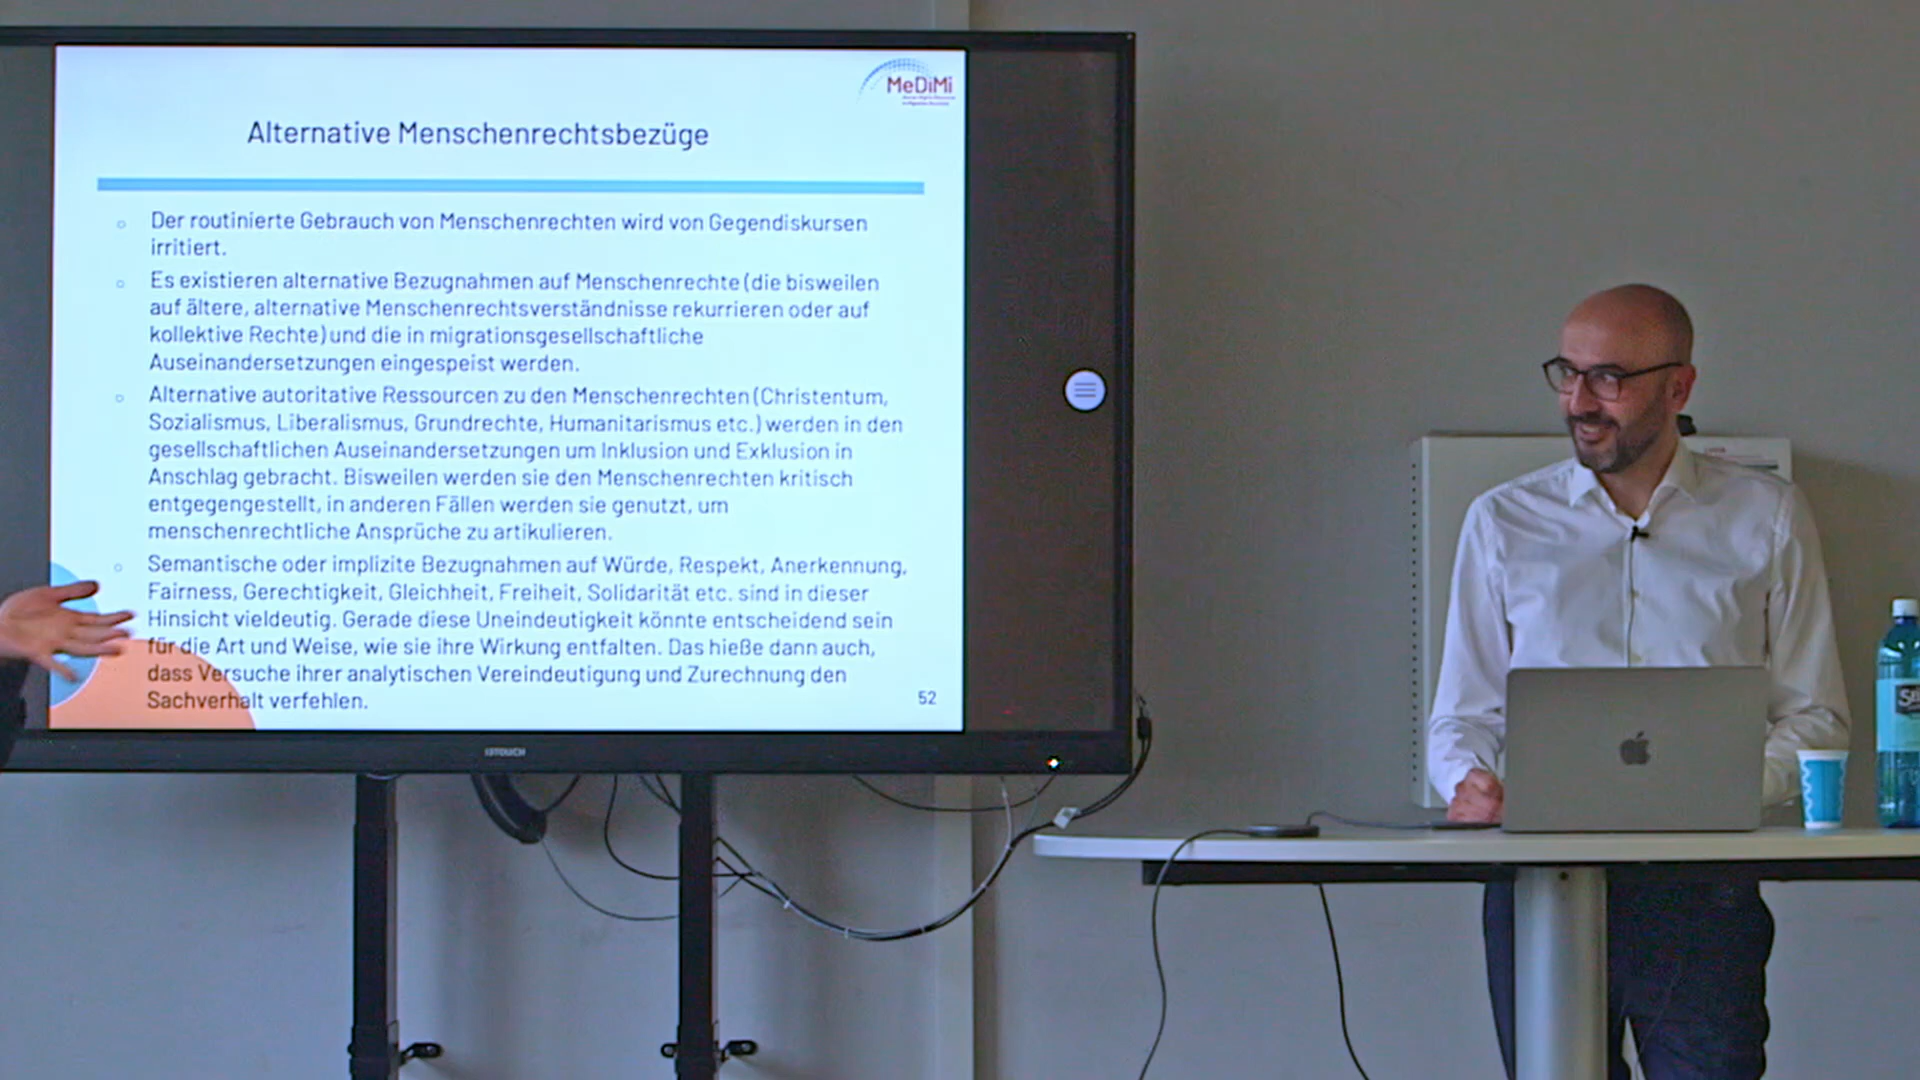 MeDiMi
Alternative Menschenrechtsbezüge
Der routinierte Gebrauch von Menschenrechten wird von Gegendiskursen
irritiert.
Es existieren alternative Bezugnahmen auf Menschenrechte (die bisweilen
auf ältere, alternative Menschenrechtsverständnisse rekurrieren oder auf
kollektive Rechte) und die in migrationsgesellschaftliche
Auseinandersetzungen eingespeist werden.
Alternative autoritative Ressourcen zu den Menschenrechten (Christentum,
Sozialismus, Liberalismus, Grundrechte, Humanitarismus etc.) werden in den
gesellschaftlichen Auseinandersetzungen um Inklusion und Exklusion in
Anschlag gebracht. Bisweilen werden sie den Menschenrechten kritisch
entgegengestellt, in anderen Fällen werden sie genutzt, um
menschenrechtliche Ansprüche zu artikulieren.
Semantische oder implizite Bezugnahmen auf Würde, Respekt, Anerkennung,
Fairness, Gerechtigkeit, Gleichheit, Freiheit, Solidarität etc. sind in dieser
Hinsicht vieldeutig. Gerade diese Uneindeutigkeit könnte entscheidend sein
für die Art und Weise, wie sie ihre Wirkung entfalten. Das hieße dann auch,
dass Versuche ihrer analytischen Vereindeutigung und Zurechnung den
Sachverhalt verfehlen.
52